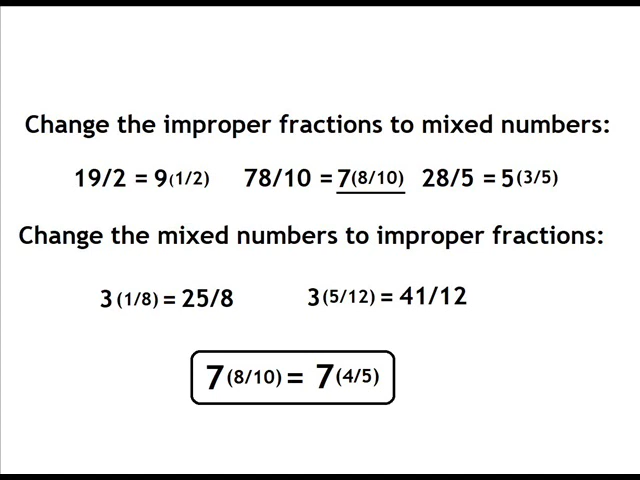 Change the improper fractions to mixed numbers:
19/2 = 9(1/2) 78/10 = 7(8/10) 28/5 = 5(3/5)
Change the mixed numbers to improper fractions:
3(1/8) = 25/8 3(5/12) = 41/12
7(8/10) = 7(4/5)